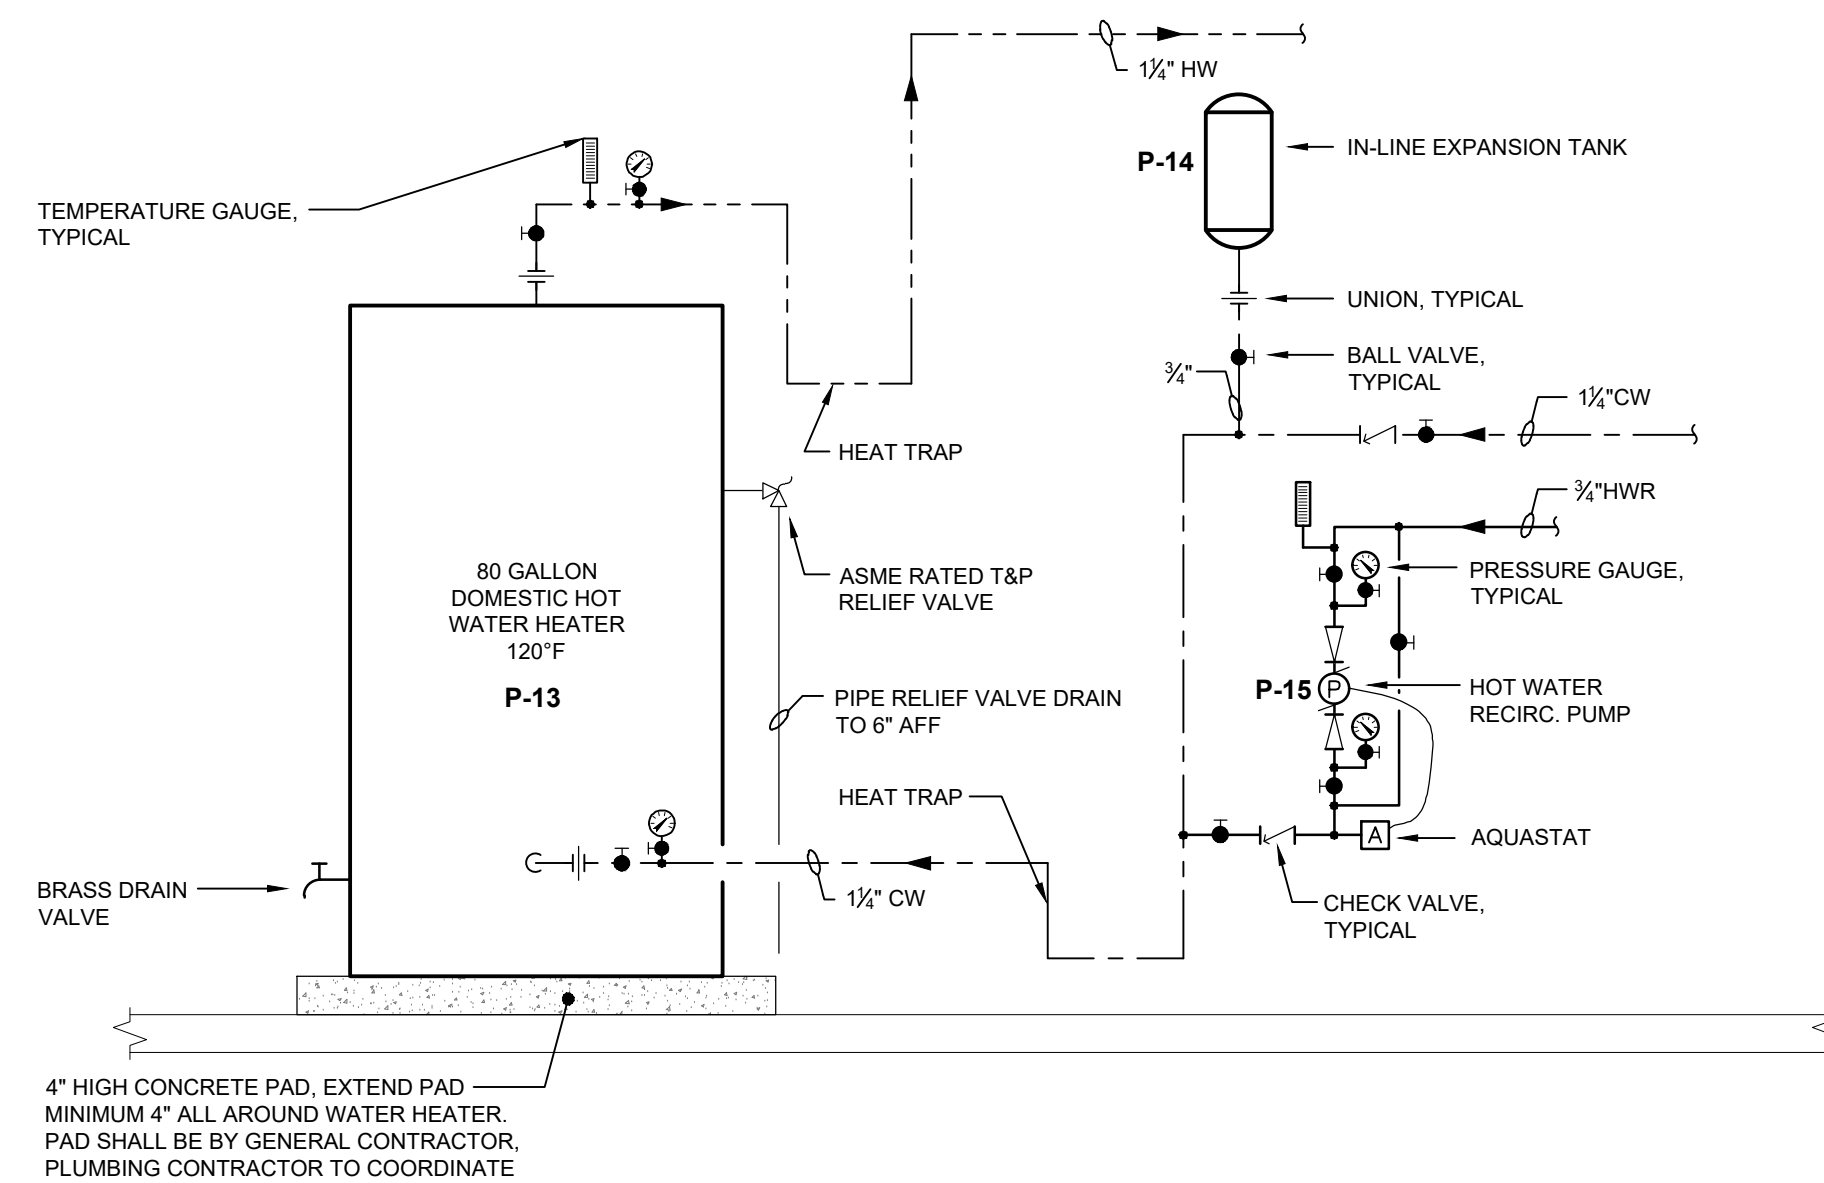 1¼" HW
P-14
IN-LINE EXPANSION TANK
TEMPERATURE GAUGE,
TYPICAL
UNION, TYPICAL
BALL VALVE,
TYPICAL
¾"
1¼"CW
HEAT TRAP
¾"HWR
80 GALLON
DOMESTIC HOT
WATER HEATER
120°F
P-13
ASME RATED T&P
RELIEF VALVE
PRESSURE GAUGE,
TYPICAL
P-15
P
HOT WATER
RECIRC. PUMP
PIPE RELIEF VALVE DRAIN
TO 6" AFF
HEAT TRAP
A
AQUASTAT
BRASS DRAIN
VALVE
1¼" CW
CHECK VALVE,
TYPICAL
4" HIGH CONCRETE PAD, EXTEND PAD
MINIMUM 4" ALL AROUND WATER HEATER.
PAD SHALL BE BY GENERAL CONTRACTOR,
PLUMBING CONTRACTOR TO COORDINATE